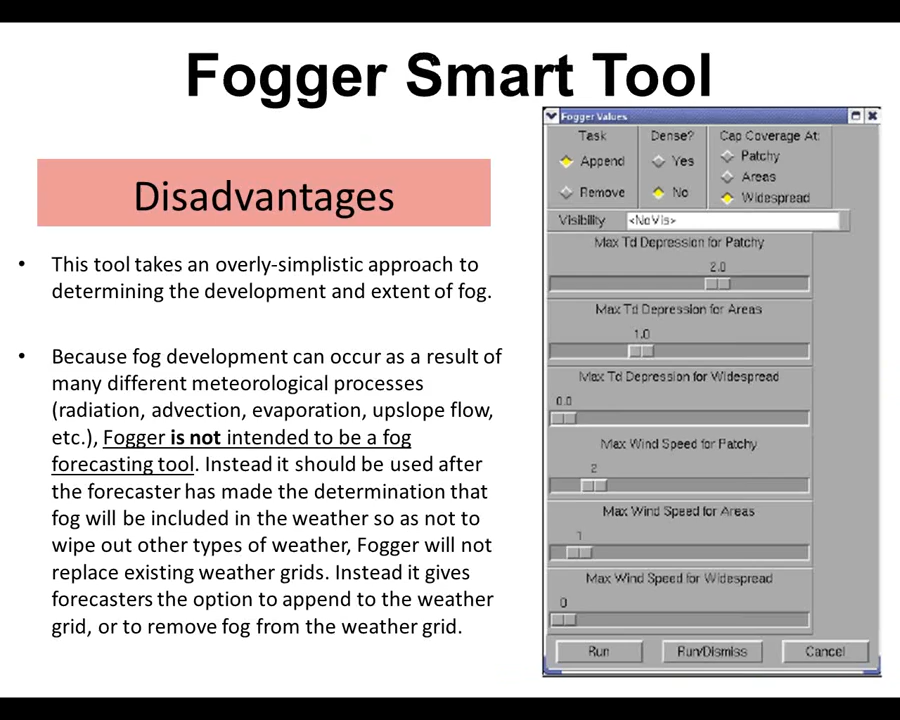 Fogger Smart Tool
Disadvantages
• This tool takes an overly-simplistic approach to
determining the development and extent of fog.
• Because fog development can occur as a result of
many different meteorological processes
(radiation, advection, evaporation, upslope flow,
etc.), Fogger is not intended to be a fog
forecasting tool. Instead it should be used after
the forecaster has made the determination that
fog will be included in the weather so as not to
wipe out other types of weather, Fogger will not
replace existing weather grids. Instead it gives
forecasters the option to append to the weather
grid, or to remove fog from the weather grid.
Fogger Values
Task Dense? Cap Coverage At:
Append Yes Patchy
Areas
Remove No Widespread
Visibility <NoVis>
Max Td Depression for Patchy
2.0
Max Td Depression for Areas
1.0
Max Td Depression for Widespread
0.0
Max Wind Speed for Patchy
2
Max Wind Speed for Areas
1
Max Wind Speed for Widespread
0
Run Run/Dismiss Cancel